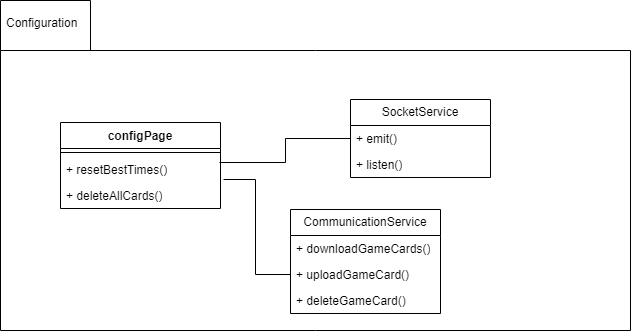 Configuration
configPage
+ resetBestTimes()
+ deleteAllCards()
SocketService
+ emit()
+ listen()
CommunicationService
+ downloadGameCards()
+ uploadGameCard()
+ deleteGameCard()